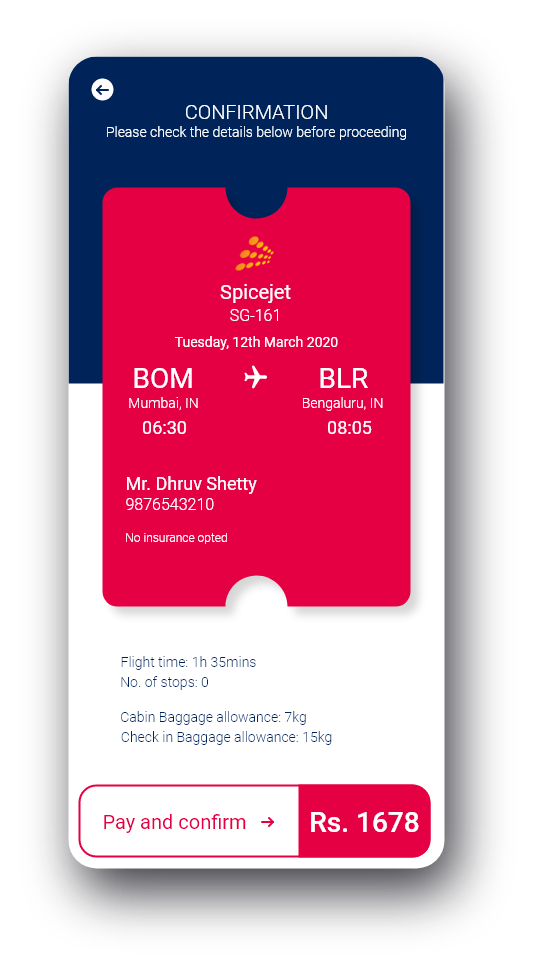 CONFIRMATION
Please check the details below before proceeding
Spicejet
SG-161
Tuesday, 12th March 2020
BOM BLR
Mumbai, IN Bengaluru, IN
06:30 08:05
Mr. Dhruv Shetty
9876543210
No insurance opted
Flight time: 1h 35mins
No. of stops: 0
Cabin Baggage allowance: 7kg
Check in Baggage allowance: 15kg
Pay and confirm → Rs. 1678